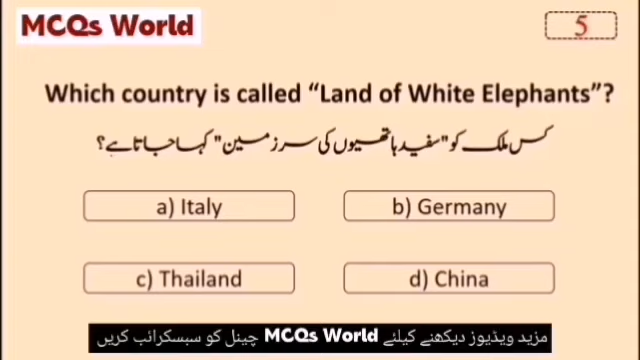 MCQs World
5
Which country is called “Land of White Elephants”?
کس ملک کو "سفید ہاتھیوں کی سرزمین" کہا جاتا ہے؟
a) Italy
b) Germany
c) Thailand
d) China
مزید ویڈیوز دیکھنے کیلئے MCQs World چینل کو سبسکرائب کریں